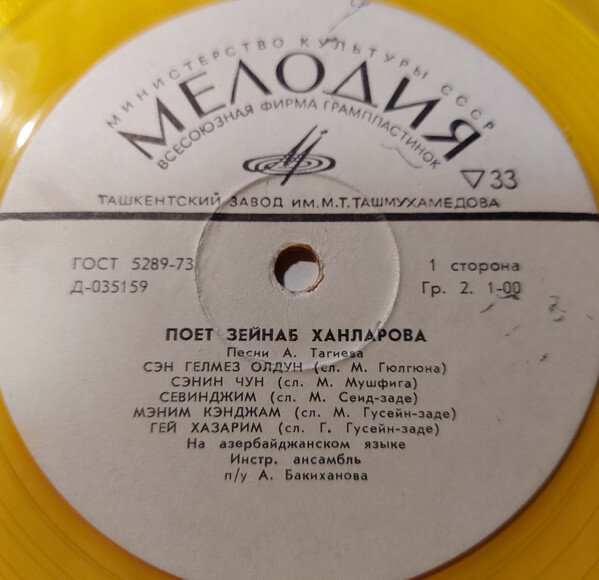 МИНИСТЕРСТВО КУЛЬТУРЫ СССР
МЕЛОДИЯ
ВСЕСОЮЗНАЯ ФИРМА ГРАМПЛАСТИНОК
▽33
ТАШКЕНТСКИЙ ЗАВОД ИМ. М. Т. ТАШМУХАМЕДОВА
ГОСТ 5289-73
1 сторона
Д-035159
Гр. 2. 1-00
ПОЕТ ЗЕЙНАБ ХАНЛАРОВА
Песни А. Тагиева
СЭН ГЕЛМЕЗ ОЛДУН (сл. М. Гюлгюна)
СЭНИН ЧУН (сл. М. Мушфига)
СЕВИНДЖИМ (сл. М. Сеид-заде)
МЭНИМ КЭНДЖАМ (сл. М. Гусейн-заде)
ГЕЙ ХАЗАРИМ (сл. Г. Гусейн-заде)
На азербайджанском языке
Инстр. ансамбль
п/у А. Бакиханова